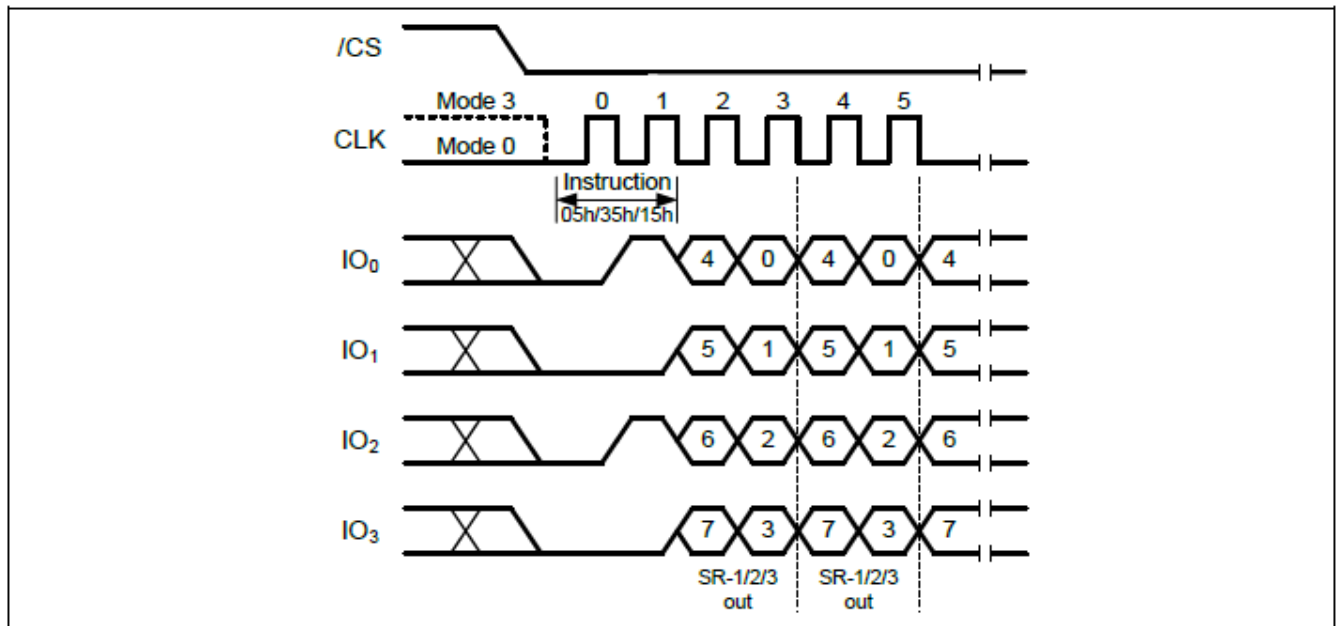 /CS
Mode 3 0 1 2 3 4 5
CLK
Mode 0
Instruction
05h/35h/15h
IO₀ 4 0 4 0 4
IO₁ 5 1 5 1 5
IO₂ 6 2 6 2 6
IO₃ 7 3 7 3 7
SR-1/2/3 SR-1/2/3
out out